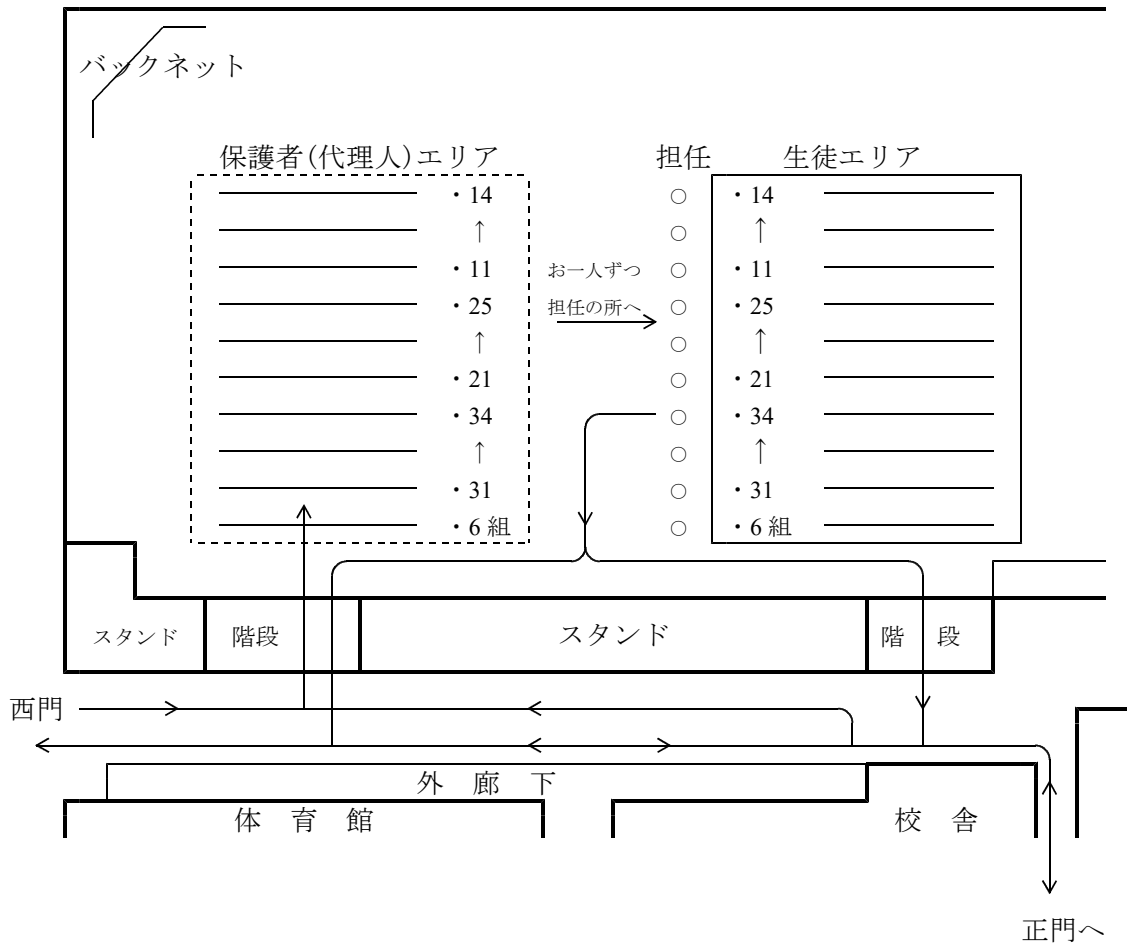 バックネット
保護者(代理人)エリア 担任 生徒エリア
・14 ○ ・14
↑ ○ ↑
・11 お一人ずつ ○ ・11
・25 担任の所へ ○ ・25
↑ ○ ↑
・21 ○ ・21
・34 ○ ・34
↑ ○ ↑
・31 ○ ・31
・6組 ○ ・6組
スタンド 階段 スタンド 階 段
西門
外 廊 下
体 育 館 校 舎
正門へ